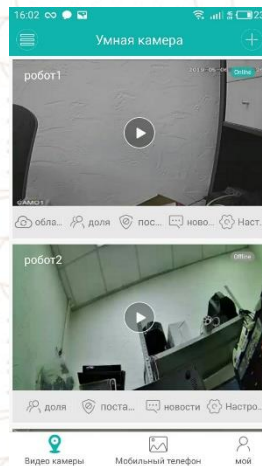 16:02
Умная камера
робот1
Online
CAM01
обла... доля пос... ново... Наст...
робот2
Offline
доля поста... новости Настро...
Видео камеры Мобильный телефон мой